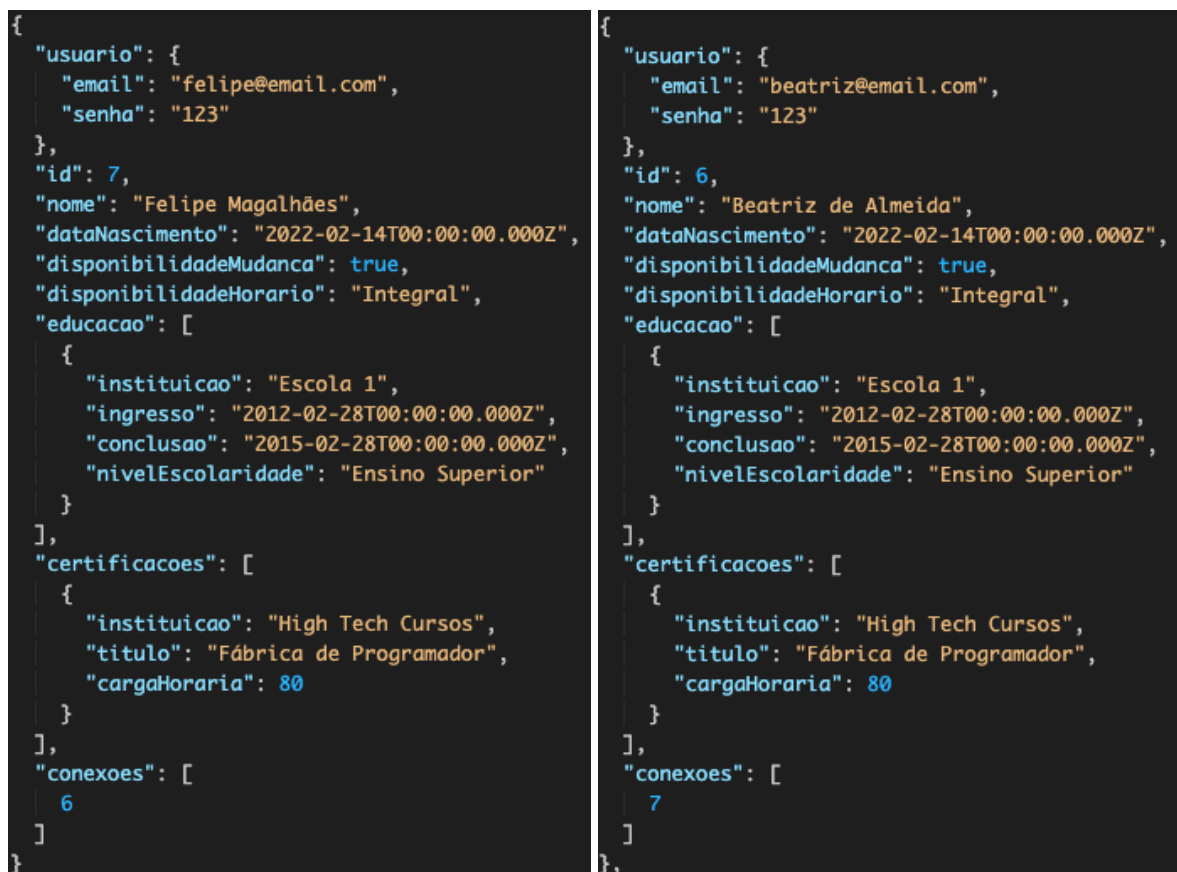 {
  "usuario": {
    "email": "felipe@email.com",
    "senha": "123"
  },
  "id": 7,
  "nome": "Felipe Magalhães",
  "dataNascimento": "2022-02-14T00:00:00.000Z",
  "disponibilidadeMudanca": true,
  "disponibilidadeHorario": "Integral",
  "educacao": [
    {
      "instituicao": "Escola 1",
      "ingresso": "2012-02-28T00:00:00.000Z",
      "conclusao": "2015-02-28T00:00:00.000Z",
      "nivelEscolaridade": "Ensino Superior"
    }
  ],
  "certificacoes": [
    {
      "instituicao": "High Tech Cursos",
      "titulo": "Fábrica de Programador",
      "cargaHoraria": 80
    }
  ],
  "conexoes": [
    6
  ]
}
{
  "usuario": {
    "email": "beatriz@email.com",
    "senha": "123"
  },
  "id": 6,
  "nome": "Beatriz de Almeida",
  "dataNascimento": "2022-02-14T00:00:00.000Z",
  "disponibilidadeMudanca": true,
  "disponibilidadeHorario": "Integral",
  "educacao": [
    {
      "instituicao": "Escola 1",
      "ingresso": "2012-02-28T00:00:00.000Z",
      "conclusao": "2015-02-28T00:00:00.000Z",
      "nivelEscolaridade": "Ensino Superior"
    }
  ],
  "certificacoes": [
    {
      "instituicao": "High Tech Cursos",
      "titulo": "Fábrica de Programador",
      "cargaHoraria": 80
    }
  ],
  "conexoes": [
    7
  ]
},